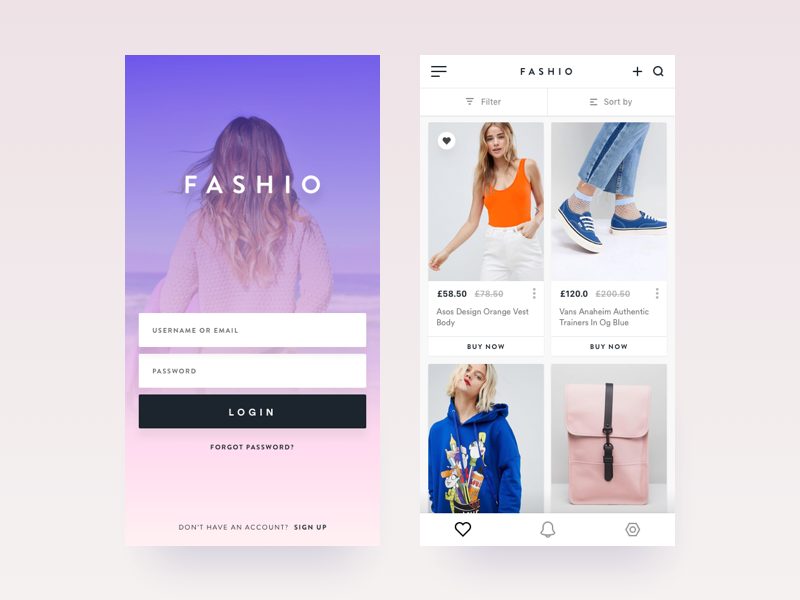 FASHIO
USERNAME OR EMAIL
PASSWORD
LOGIN
FORGOT PASSWORD?
DON'T HAVE AN ACCOUNT? SIGN UP
FASHIO
Filter
Sort by
£58.50 £78.50
Asos Design Orange Vest
Body
BUY NOW
£120.0 £200.50
Vans Anaheim Authentic
Trainers In Og Blue
BUY NOW